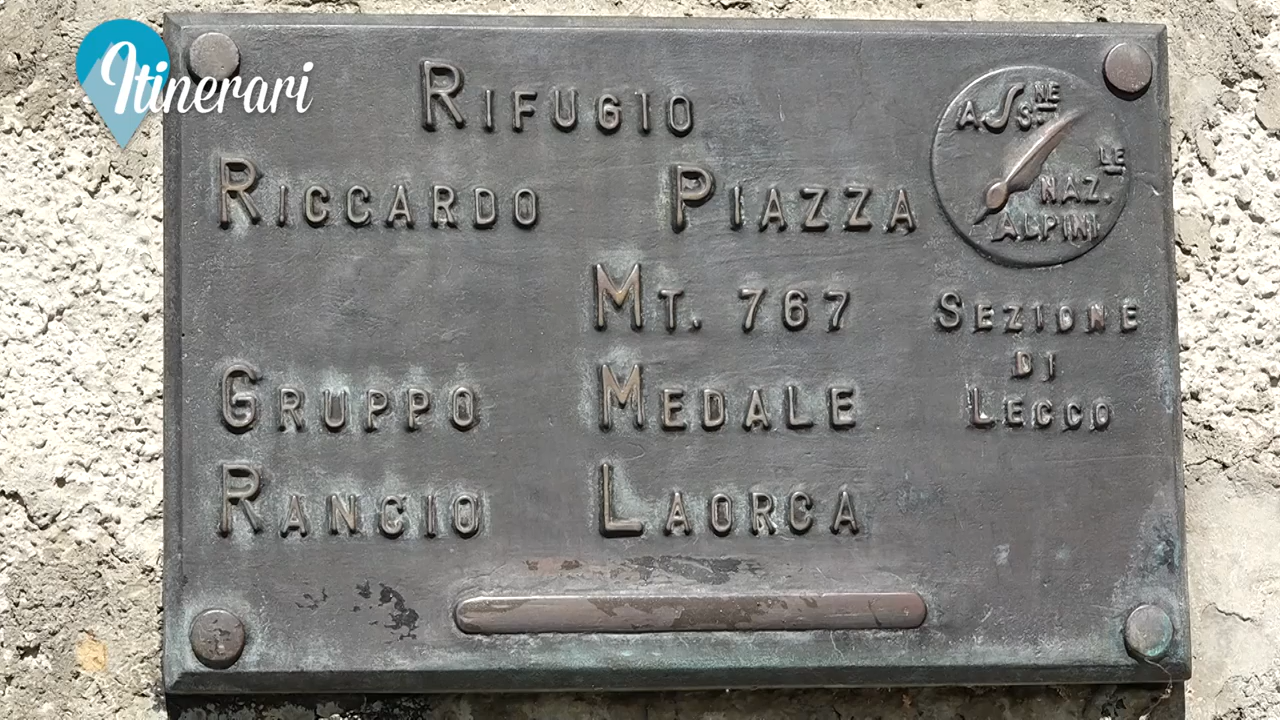 Itinerari
RIFUGIO
RICCARDO PIAZZA
MT. 767
GRUPPO MEDALE
RANCIO LAORCA
ASS.NE
NAZ.LE
ALPINI
SEZIONE
DI
LECCO